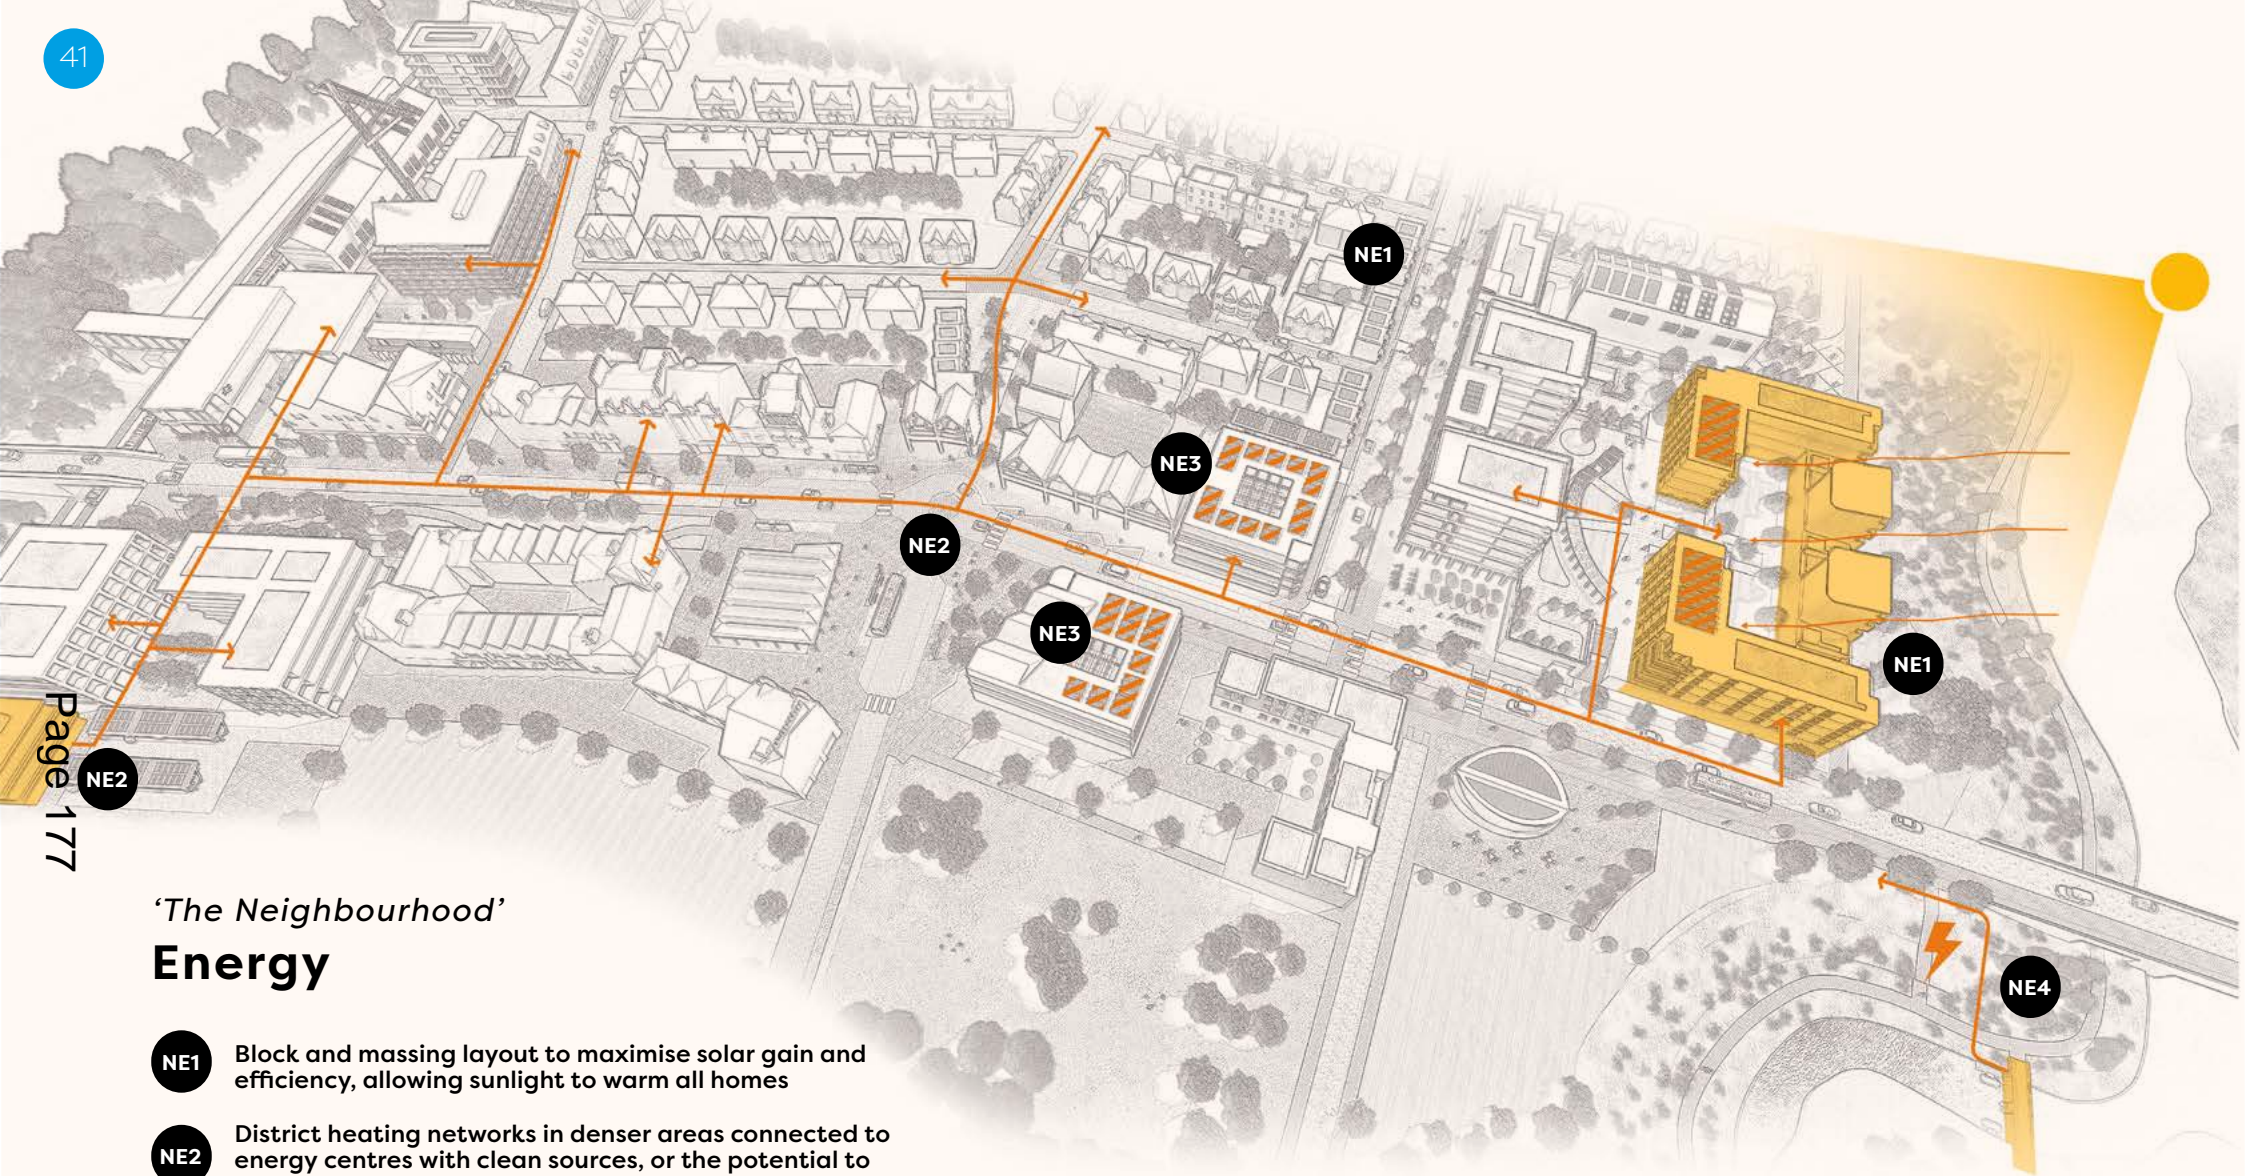 41
NE1
NE3
NE2
NE3
NE1
Page 177
NE2
NE4
‘The Neighbourhood’
Energy
NE1 Block and massing layout to maximise solar gain and
efficiency, allowing sunlight to warm all homes
NE2 District heating networks in denser areas connected to
energy centres with clean sources, or the potential to